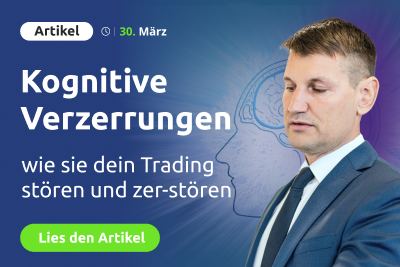 Artikel
30. März
Kognitive
Verzerrungen
wie sie dein Trading
stören und zer-stören
Lies den Artikel